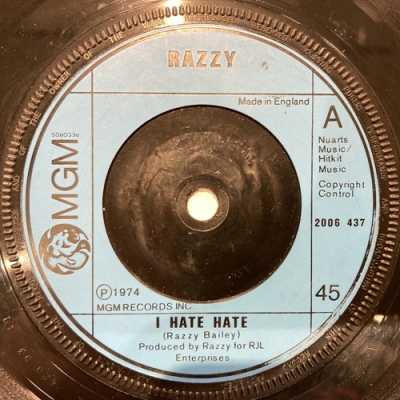 RAZZY
Made in England
A
Nuarts
Music/
Hitkit
Music
Copyright
Control
2006 437
MGM
℗ 1974
MGM RECORDS INC.
45
I HATE HATE
(Razzy Bailey)
Produced by Razzy for RJL
Enterprises